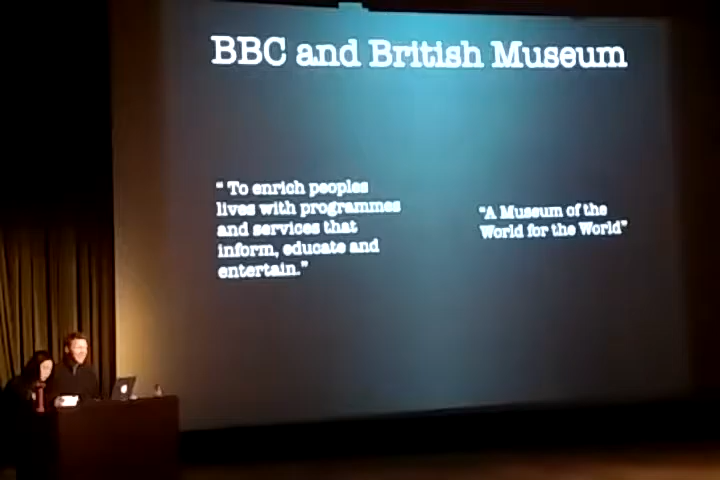 BBC and British Museum
“ To enrich peoples
lives with programmes
and services that
inform, educate and
entertain.”
“A Museum of the
World for the World”